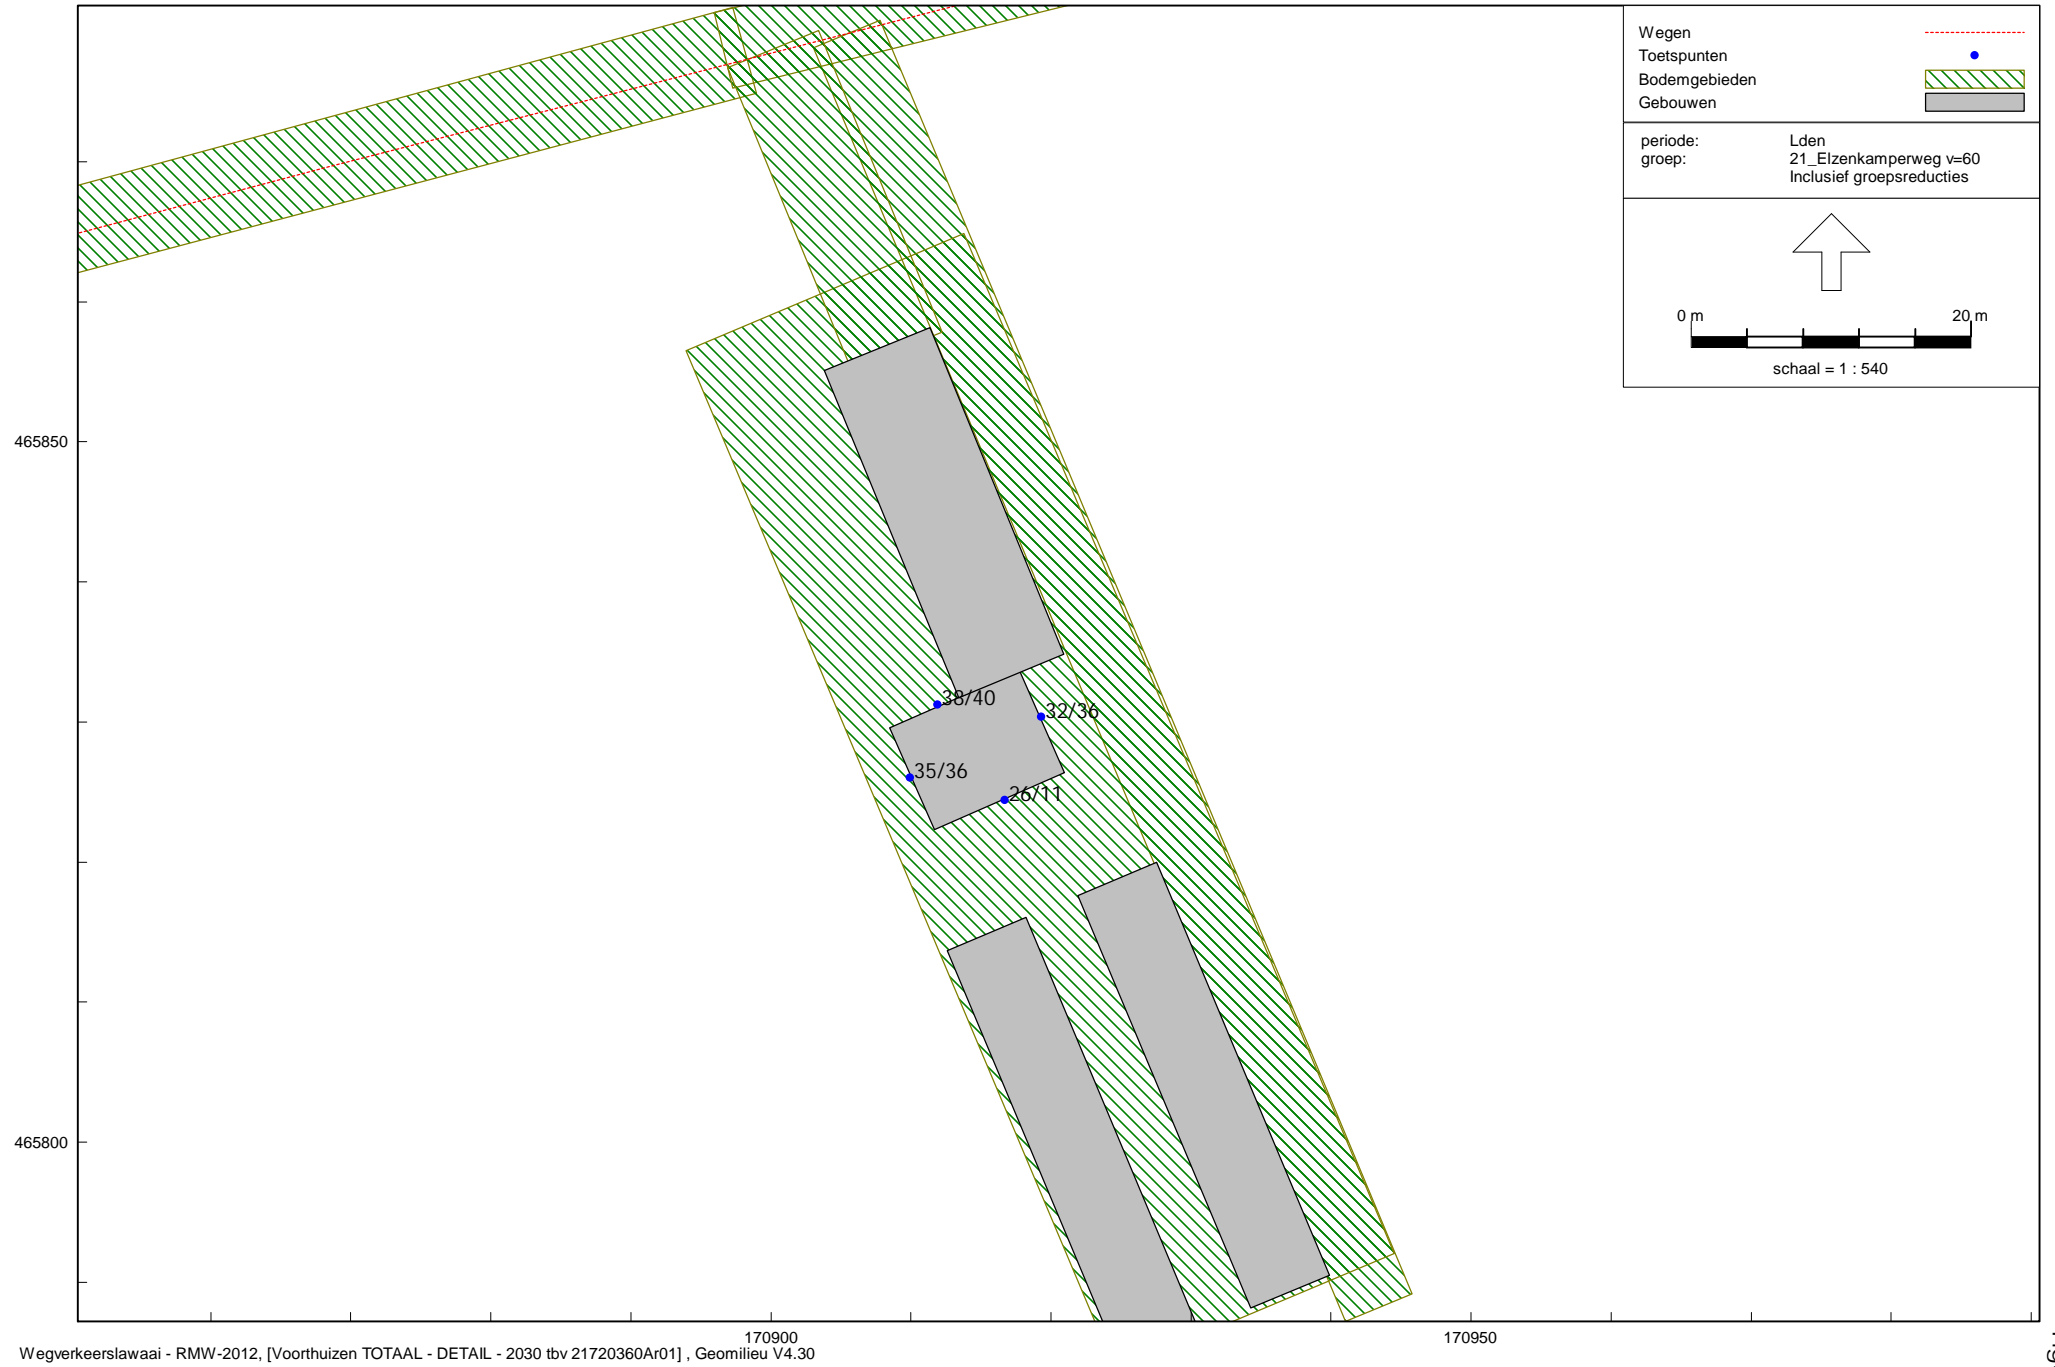 Wegen
Toetspunten
Bodemgebieden
Gebouwen
periode: Lden
groep: 21_Elzenkamperweg v=60
Inclusief groepsreducties
0 m 20 m
schaal = 1 : 540
465850
38/40
32/36
35/36
26/11
465800
170900 170950
Wegverkeerslawaai - RMW-2012, [Voorthuizen TOTAAL - DETAIL - 2030 tbv 21720360Ar01] , Geomilieu V4.30